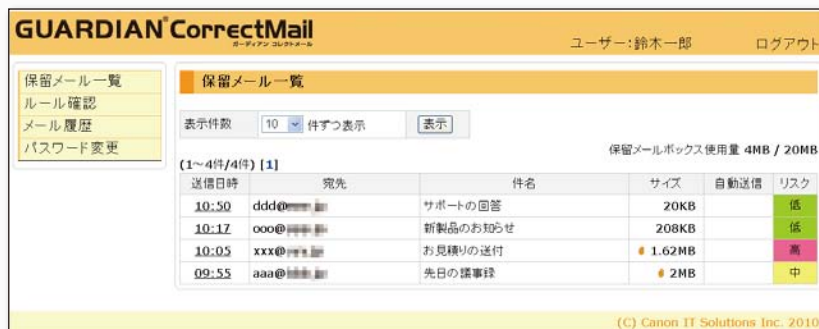 GUARDIAN CorrectMail
ガーディアン コレクトメール
ユーザー:鈴木一郎 ログアウト
保留メール一覧
ルール確認
メール履歴
パスワード変更
保留メール一覧
表示件数 10 件ずつ表示 表示
保留メールボックス使用量 4MB / 20MB
(1~4件/4件) [1]
送信日時 宛先 件名 サイズ 自動送信 リスク
10:50 ddd@ サポートの回答 20KB 低
10:17 ooo@ 新製品のお知らせ 208KB 低
10:05 xxx@ お見積りの送付 1.62MB 高
09:55 aaa@ 先日の議事録 2MB 中
(C) Canon IT Solutions Inc. 2010